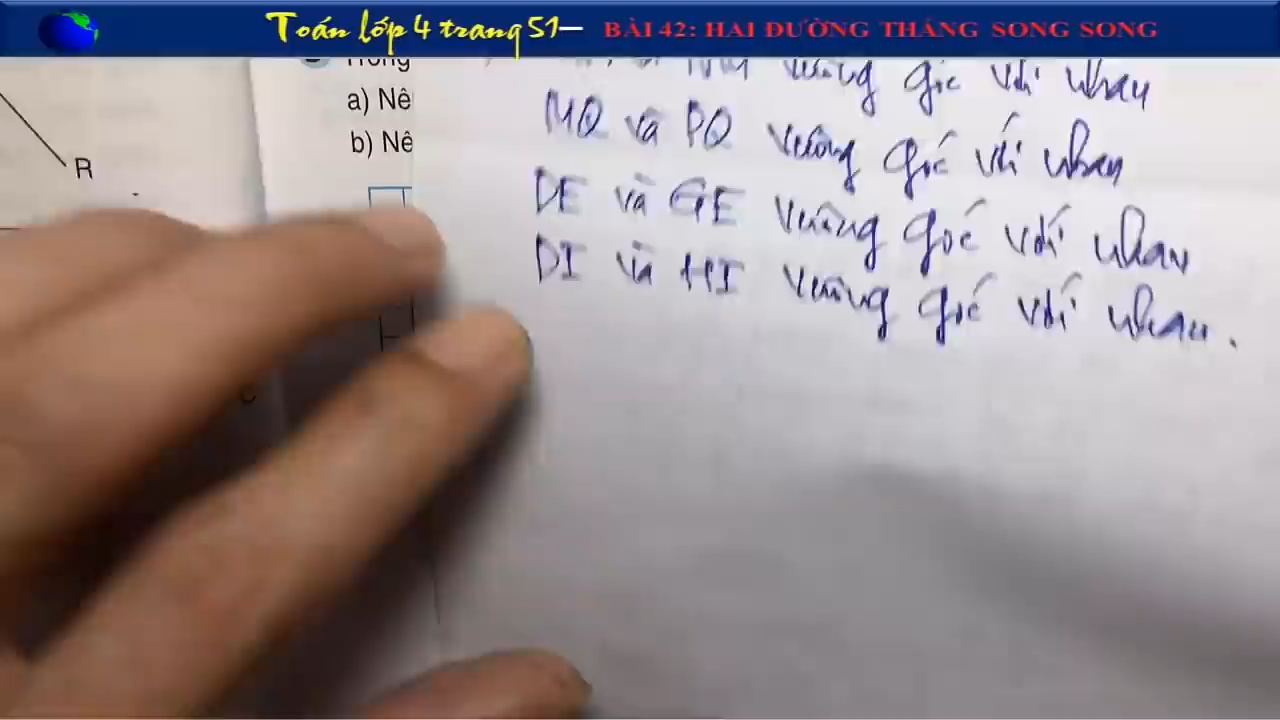 Toán lớp 4 trang 51— BÀI 42: HAI ĐƯỜNG THẲNG SONG SONG
Trong
a) Nê
b) Nê
R
vuông góc với nhau
MQ và PQ vuông góc với nhau
DE và GE vuông góc với nhau
DI và HI vuông góc với nhau.